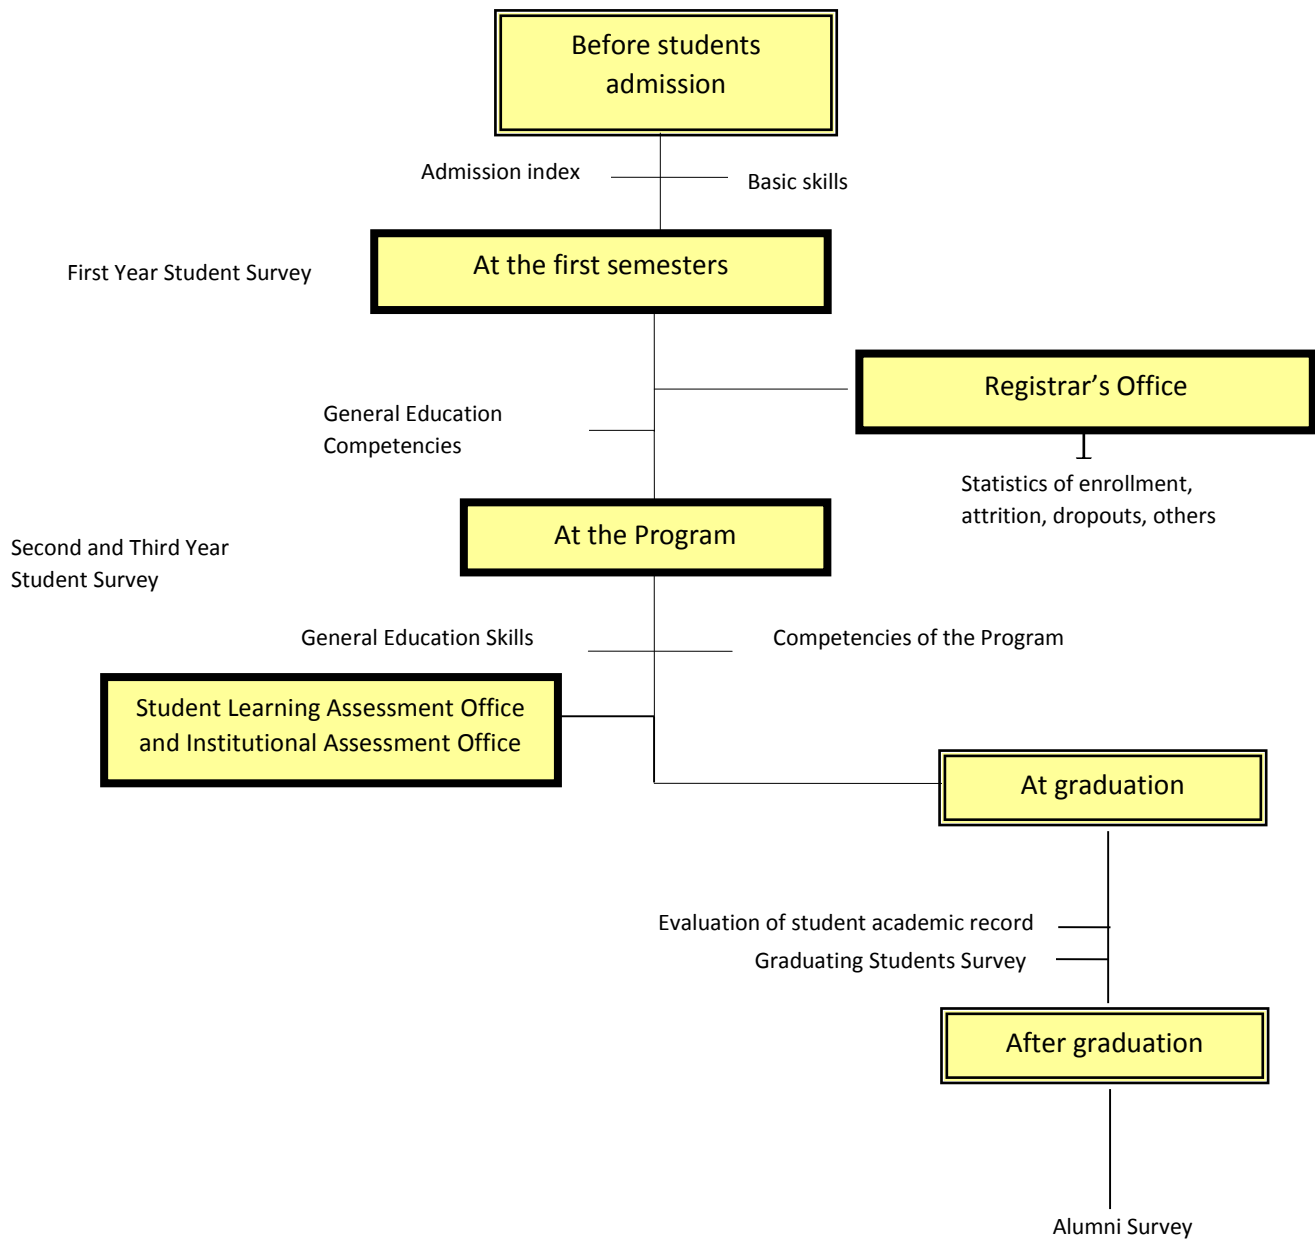 Before students
admission
Admission index
Basic skills
At the first semesters
First Year Student Survey
Registrar’s Office
General Education
Competencies
Statistics of enrollment,
attrition, dropouts, others
At the Program
Second and Third Year
Student Survey
General Education Skills
Competencies of the Program
Student Learning Assessment Office
and Institutional Assessment Office
At graduation
Evaluation of student academic record
Graduating Students Survey
After graduation
Alumni Survey